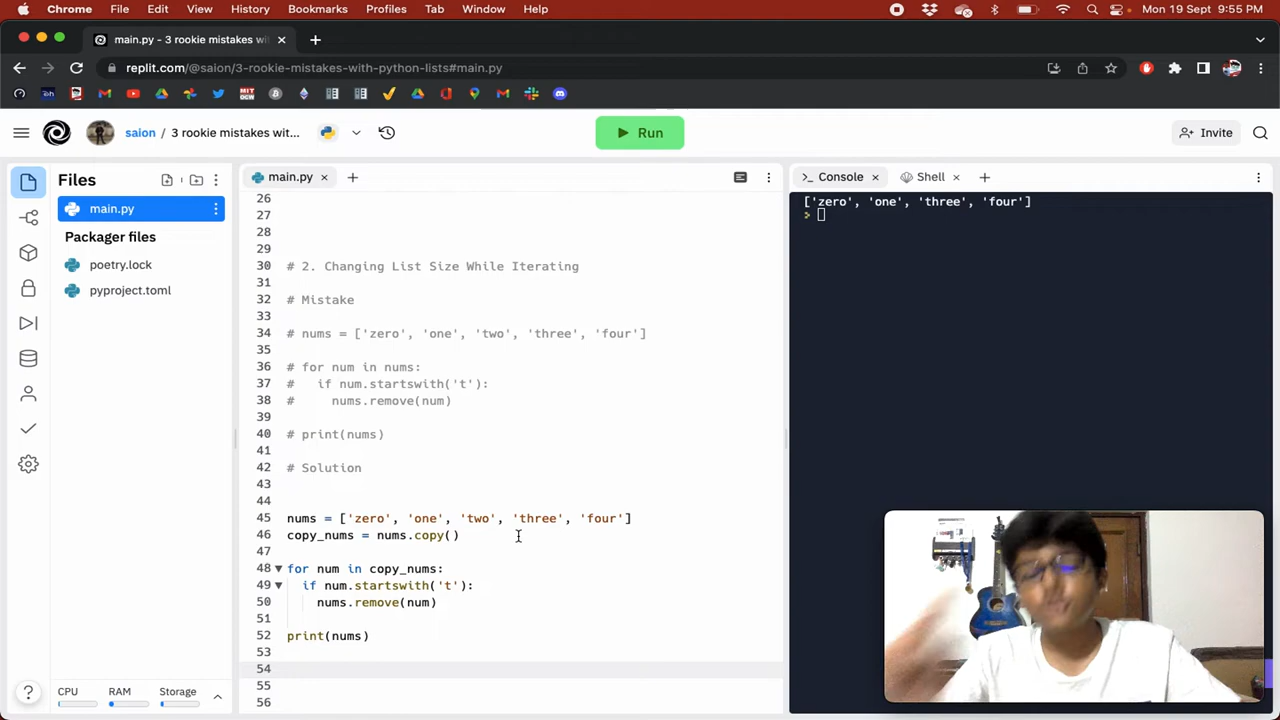 Chrome File Edit View History Bookmarks Profiles Tab Window Help Mon 19 Sept 9:55 PM
main.py - 3 rookie mistakes wi
replit.com/@saion/3-rookie-mistakes-with-python-lists#main.py
saion / 3 rookie mistakes wit... Run Invite
Files main.py Console Shell
main.py
Packager files
poetry.lock
pyproject.toml
26
27
28
29
30 # 2. Changing List Size While Iterating
31
32 # Mistake
33
34 # nums = ['zero', 'one', 'two', 'three', 'four']
35
36 # for num in nums:
37 #   if num.startswith('t'):
38 #     nums.remove(num)
39
40 # print(nums)
41
42 # Solution
43
44
45 nums = ['zero', 'one', 'two', 'three', 'four']
46 copy_nums = nums.copy()
47
48 for num in copy_nums:
49   if num.startswith('t'):
50     nums.remove(num)
51
52 print(nums)
53
54
55
56
['zero', 'one', 'three', 'four']
>
? CPU RAM Storage